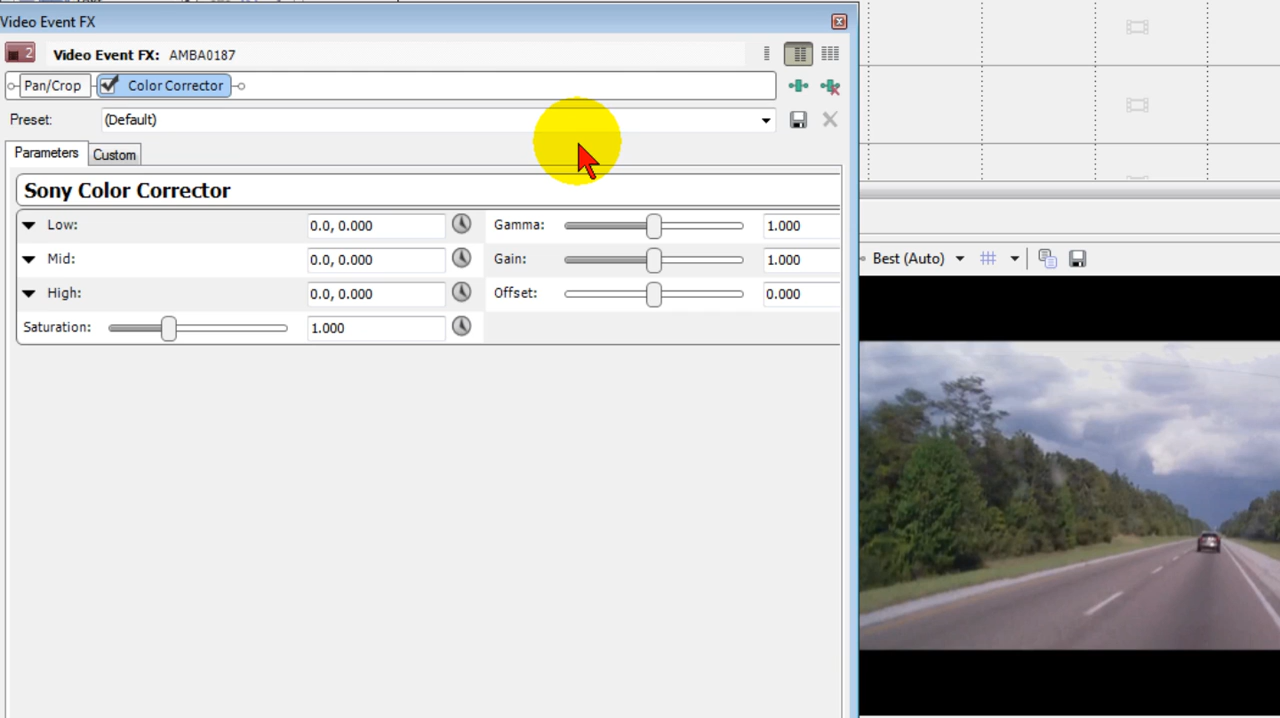 Video Event FX
2 Video Event FX: AMBA0187
Pan/Crop Color Corrector
Preset: (Default)
Parameters Custom
Sony Color Corrector
Low: 0.0, 0.000 Gamma: 1.000
Mid: 0.0, 0.000 Gain: 1.000
Best (Auto)
High: 0.0, 0.000 Offset: 0.000
Saturation: 1.000